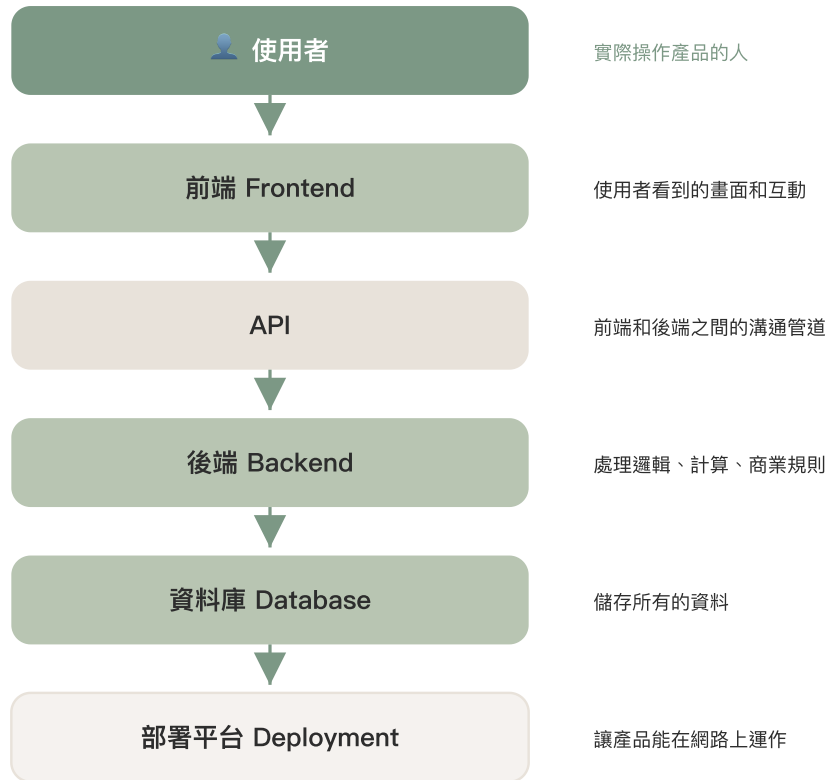 使用者
實際操作產品的人
前端 Frontend
使用者看到的畫面和互動
API
前端和後端之間的溝通管道
後端 Backend
處理邏輯、計算、商業規則
資料庫 Database
儲存所有的資料
部署平台 Deployment
讓產品能在網路上運作